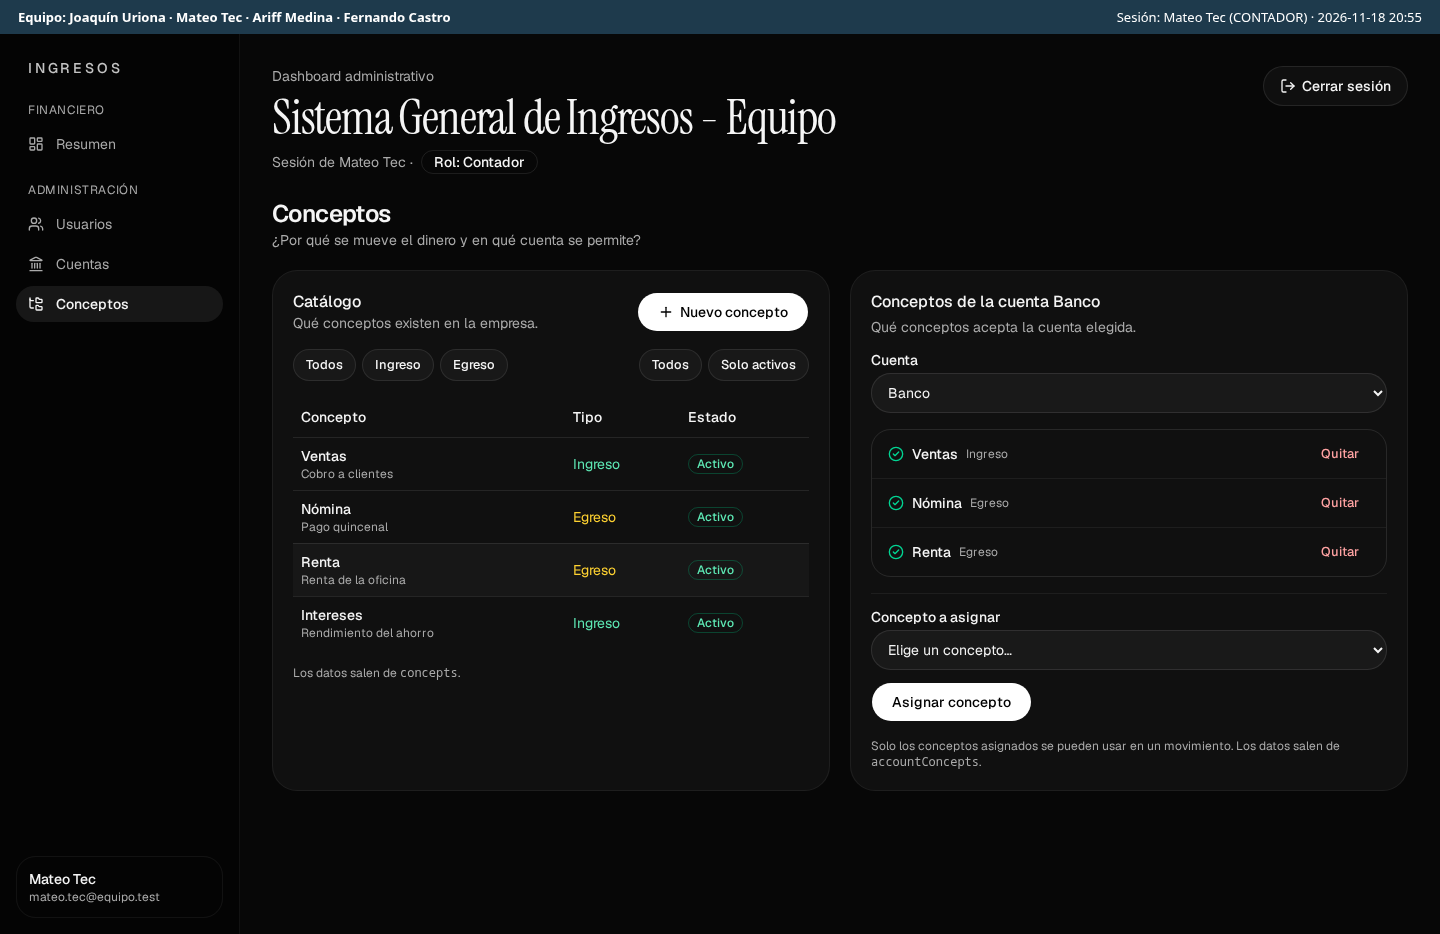 Equipo: Joaquín Uriona · Mateo Tec · Ariff Medina · Fernando Castro
Sesión: Mateo Tec (CONTADOR) · 2026-11-18 20:55
INGRESOS
FINANCIERO
Resumen
ADMINISTRACIÓN
Usuarios
Cuentas
Conceptos
Mateo Tec
mateo.tec@equipo.test
Dashboard administrativo
Cerrar sesión
Sistema General de Ingresos - Equipo
Sesión de Mateo Tec · Rol: Contador
Conceptos
¿Por qué se mueve el dinero y en qué cuenta se permite?
Catálogo
Qué conceptos existen en la empresa.
Nuevo concepto
Todos Ingreso Egreso Todos Solo activos
Concepto Tipo Estado
Ventas
Cobro a clientes
Ingreso Activo
Nómina
Pago quincenal
Egreso Activo
Renta
Renta de la oficina
Egreso Activo
Intereses
Rendimiento del ahorro
Ingreso Activo
Los datos salen de concepts.
Conceptos de la cuenta Banco
Qué conceptos acepta la cuenta elegida.
Cuenta
Banco
Ventas Ingreso Quitar
Nómina Egreso Quitar
Renta Egreso Quitar
Concepto a asignar
Elige un concepto...
Asignar concepto
Solo los conceptos asignados se pueden usar en un movimiento. Los datos salen de
accountConcepts.